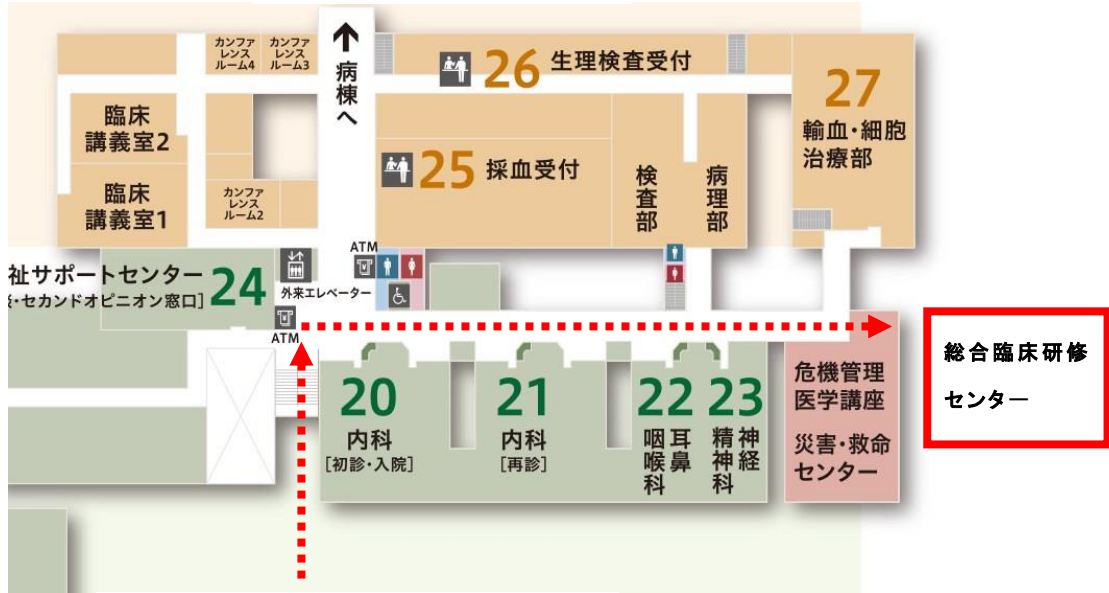 カンファ
レンス
ルーム4
カンファ
レンス
ルーム3
病棟へ
26 生理検査受付
27
輸血・細胞
治療部
臨床
講義室2
臨床
講義室1
カンファ
レンス
ルーム2
25 採血受付
検査部
病理部
祉サポートセンター
・セカンドオピニオン窓口]
24
外来エレベーター
ATM
ATM
20
内科
[初診・入院]
21
内科
[再診]
22
耳鼻
咽喉科
23
神経
精神科
危機管理
医学講座
災害・救命
センター
総合臨床研修
センター